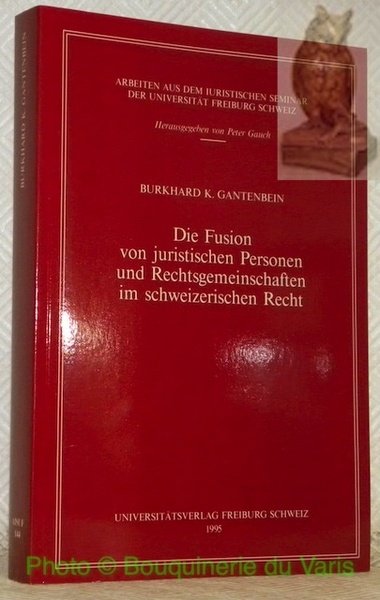 ARBEITEN AUS DEM IURISTISCHEN SEMINAR
DER UNIVERSITÄT FREIBURG SCHWEIZ
Herausgegeben von Peter Gauch
BURKHARD K. GANTENBEIN
Die Fusion
von juristischen Personen
und Rechtsgemeinschaften
im schweizerischen Recht
UNIVERSITÄTSVERLAG FREIBURG SCHWEIZ
1995
BURKHARD K. GANTENBEIN
Photo © Bouquinerie du Varis